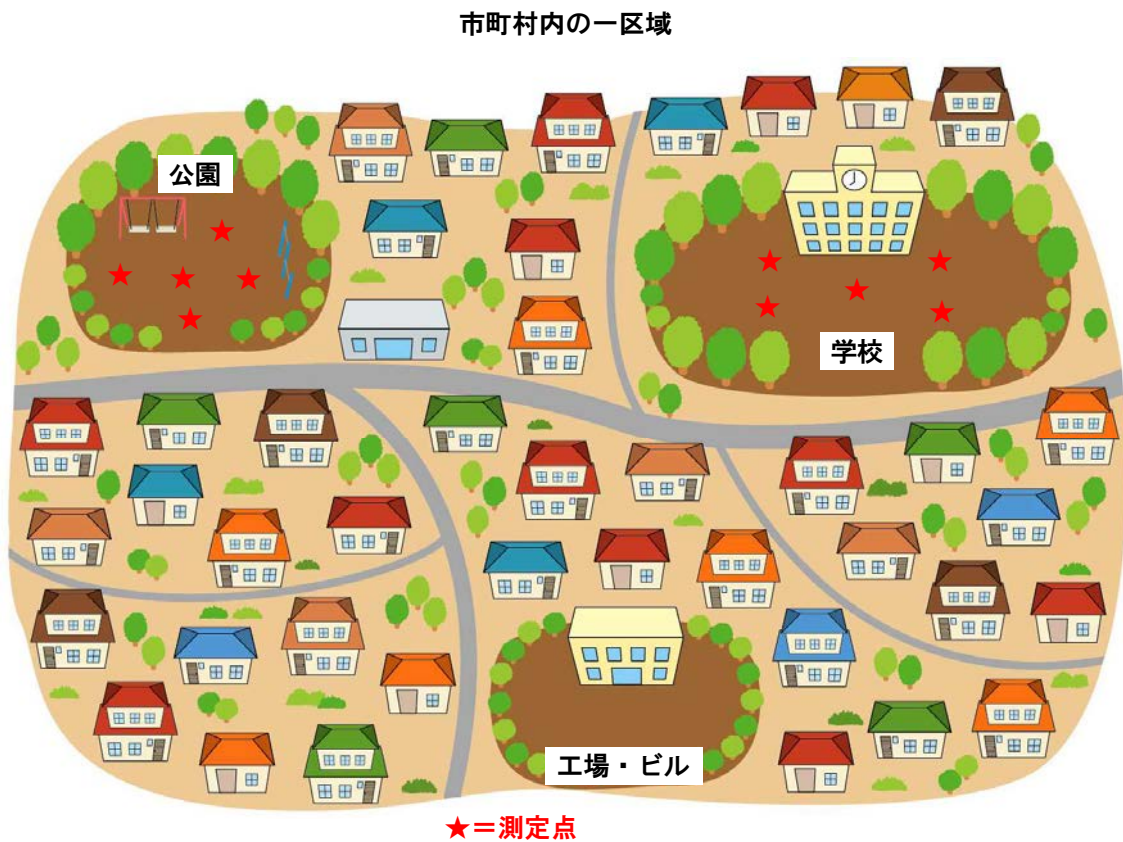 市町村内の一区域
公園
学校
工場・ビル
★＝測定点